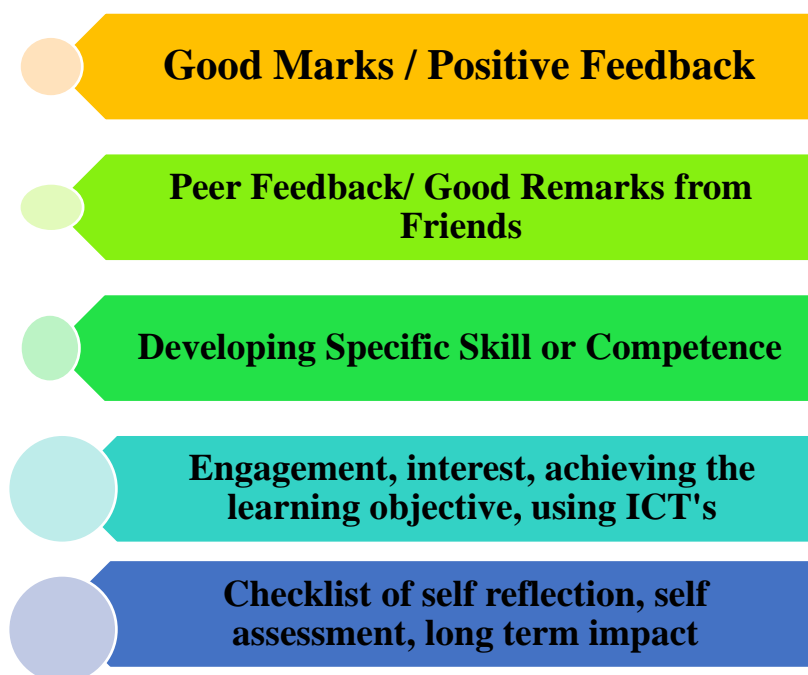 Good Marks / Positive Feedback
Peer Feedback/ Good Remarks from
Friends
Developing Specific Skill or Competence
Engagement, interest, achieving the
learning objective, using ICT's
Checklist of self reflection, self
assessment, long term impact